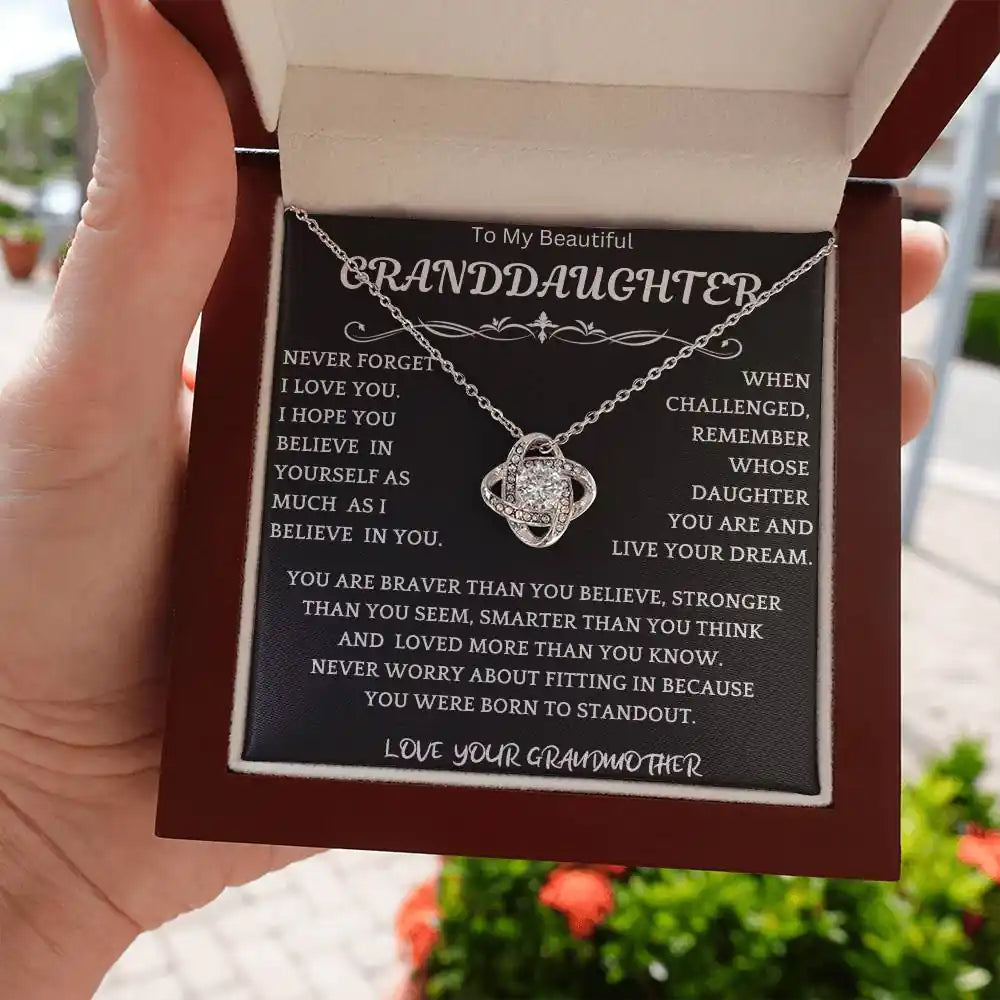 To My Beautiful
GRANDDAUGHTER
NEVER FORGET
I LOVE YOU.
I HOPE YOU
BELIEVE IN
YOURSELF AS
MUCH AS I
BELIEVE IN YOU.
WHEN
CHALLENGED,
REMEMBER
WHOSE
DAUGHTER
YOU ARE AND
LIVE YOUR DREAM.
YOU ARE BRAVER THAN YOU BELIEVE, STRONGER
THAN YOU SEEM, SMARTER THAN YOU THINK
AND LOVED MORE THAN YOU KNOW.
NEVER WORRY ABOUT FITTING IN BECAUSE
YOU WERE BORN TO STANDOUT.
LOVE YOUR GRANDMOTHER